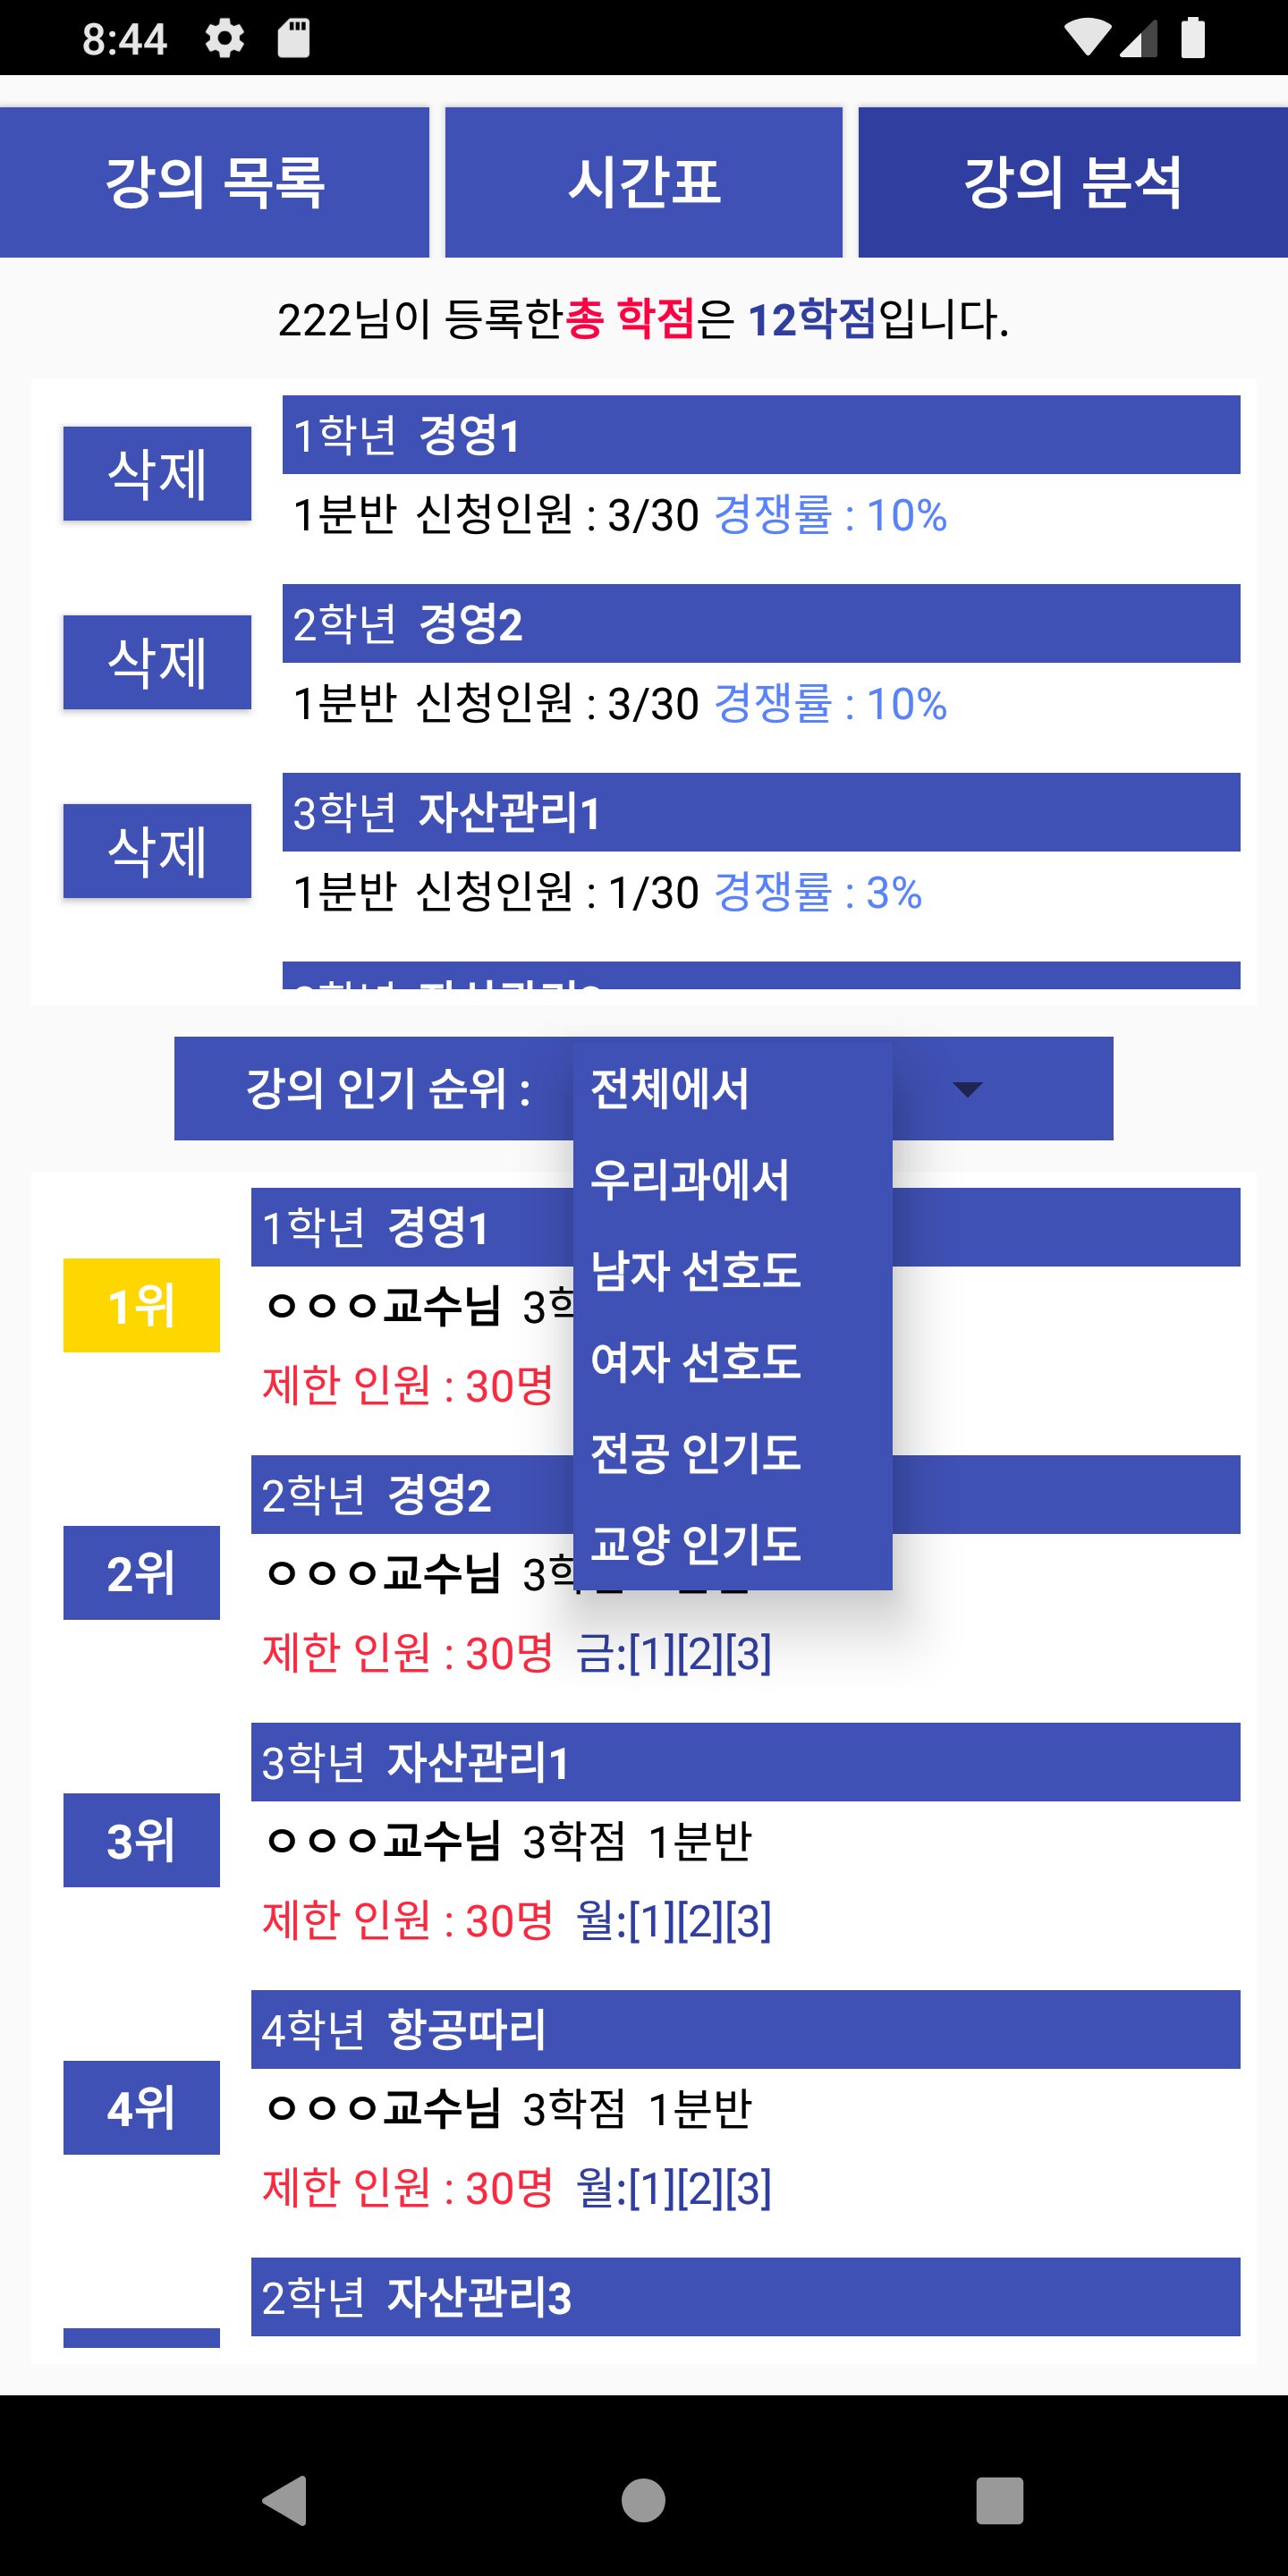 8:44
강의 목록 시간표 강의 분석
222님이 등록한총 학점은 12학점입니다.
1학년 경영1
삭제
1분반 신청인원 : 3/30 경쟁률 : 10%
2학년 경영2
삭제
1분반 신청인원 : 3/30 경쟁률 : 10%
3학년 자산관리1
삭제
1분반 신청인원 : 1/30 경쟁률 : 3%
강의 인기 순위 : 전체에서
우리과에서
남자 선호도
여자 선호도
전공 인기도
교양 인기도
1학년 경영1
1위
ㅇㅇㅇ교수님
제한 인원 : 30명
2학년 경영2
2위
ㅇㅇㅇ교수님
제한 인원 : 30명 금:[1][2][3]
3학년 자산관리1
3위
ㅇㅇㅇ교수님 3학점 1분반
제한 인원 : 30명 월:[1][2][3]
4학년 항공따리
4위
ㅇㅇㅇ교수님 3학점 1분반
제한 인원 : 30명 월:[1][2][3]
2학년 자산관리3